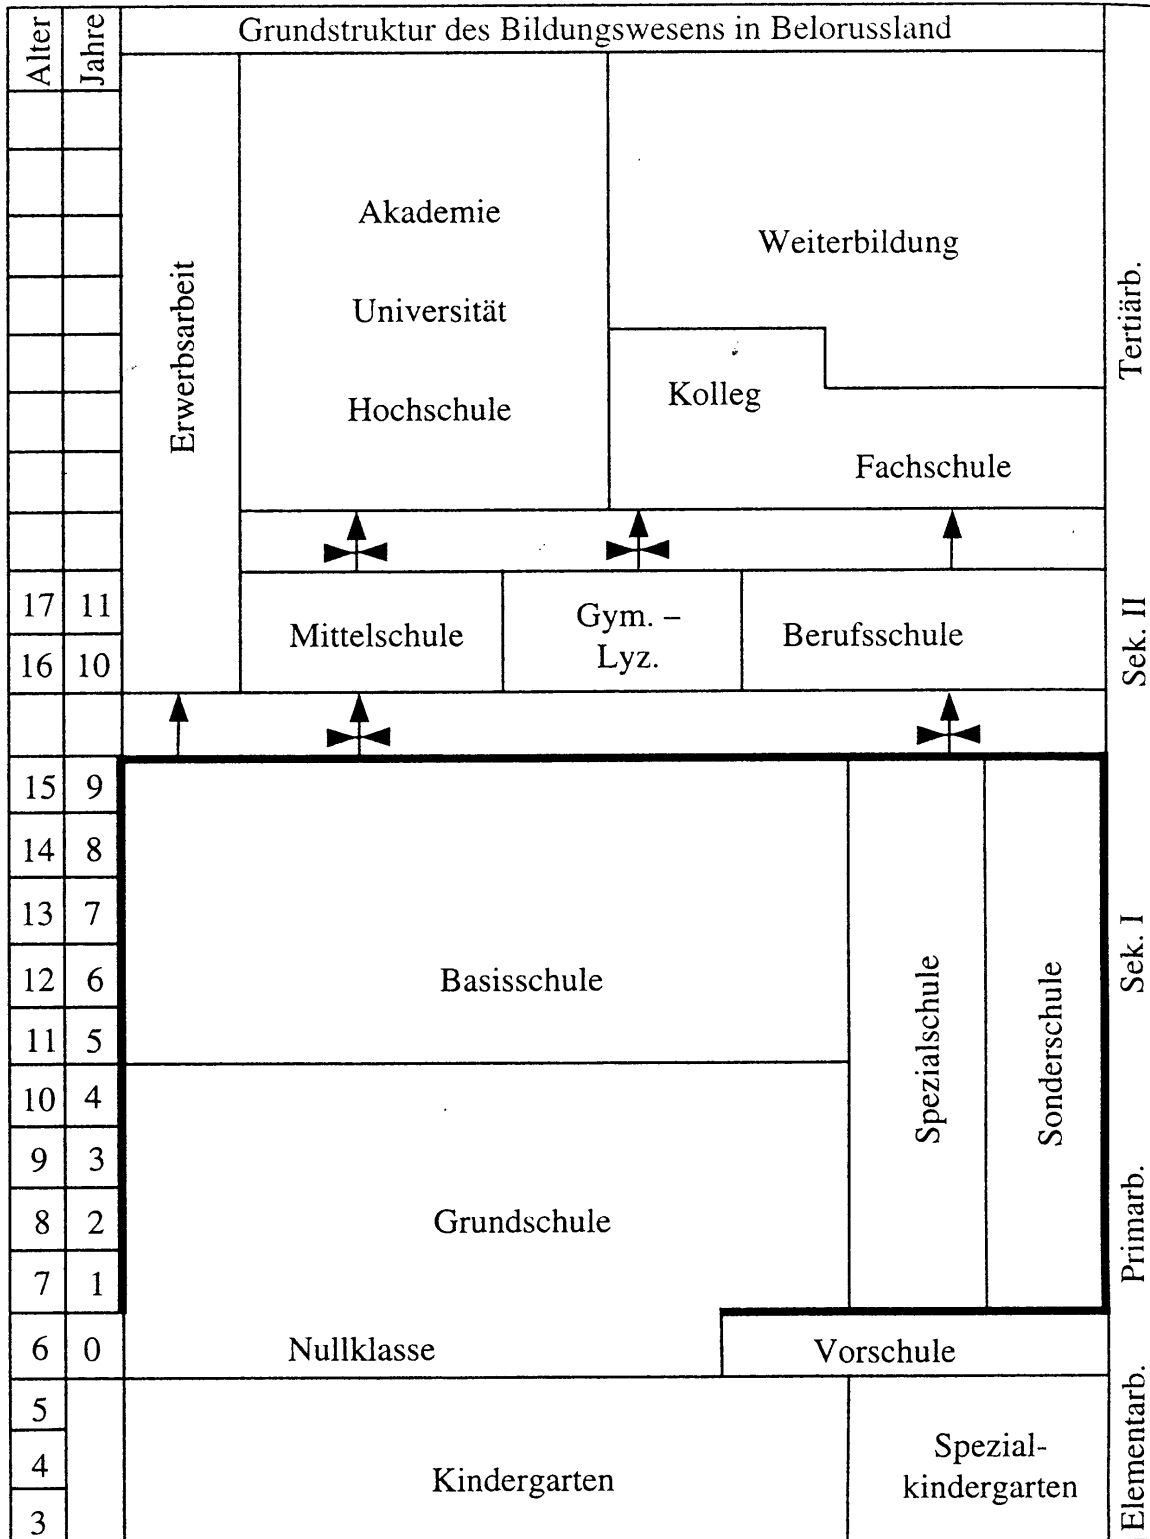 Alter
Jahre
Grundstruktur des Bildungswesens in Belorussland
Erwerbsarbeit
Akademie
Universität
Hochschule
Weiterbildung
Kolleg
Fachschule
Tertiärb.
17 11
16 10
Mittelschule
Gym. –
Lyz.
Berufsschule
Sek. II
15 9
14 8
13 7
12 6
11 5
10 4
9 3
8 2
7 1
6 0
5
4
3
Basisschule
Spezialschule
Sonderschule
Sek. I
Grundschule
Primarb.
Nullklasse
Vorschule
Kindergarten
Spezial-
kindergarten
Elementarb.